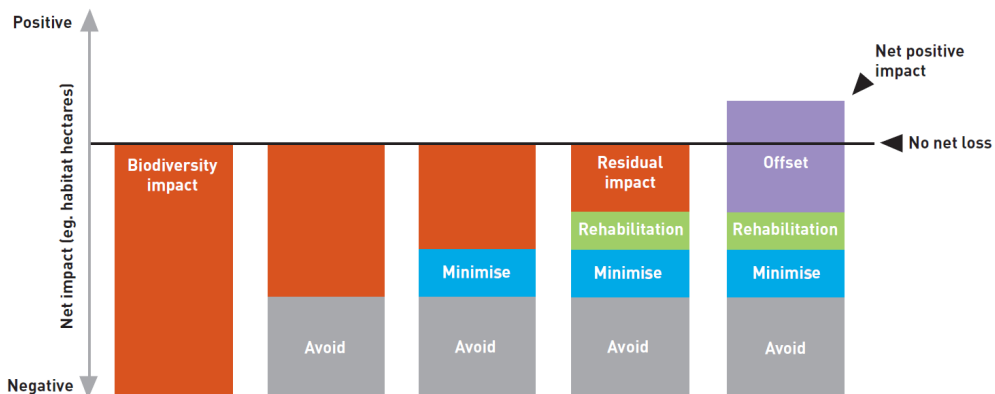 Positive
Net impact (eg. habitat hectares)
Negative
Biodiversity
impact
Avoid
Minimise
Avoid
Residual
impact
Rehabilitation
Minimise
Avoid
Offset
Rehabilitation
Minimise
Avoid
Net positive
impact
No net loss